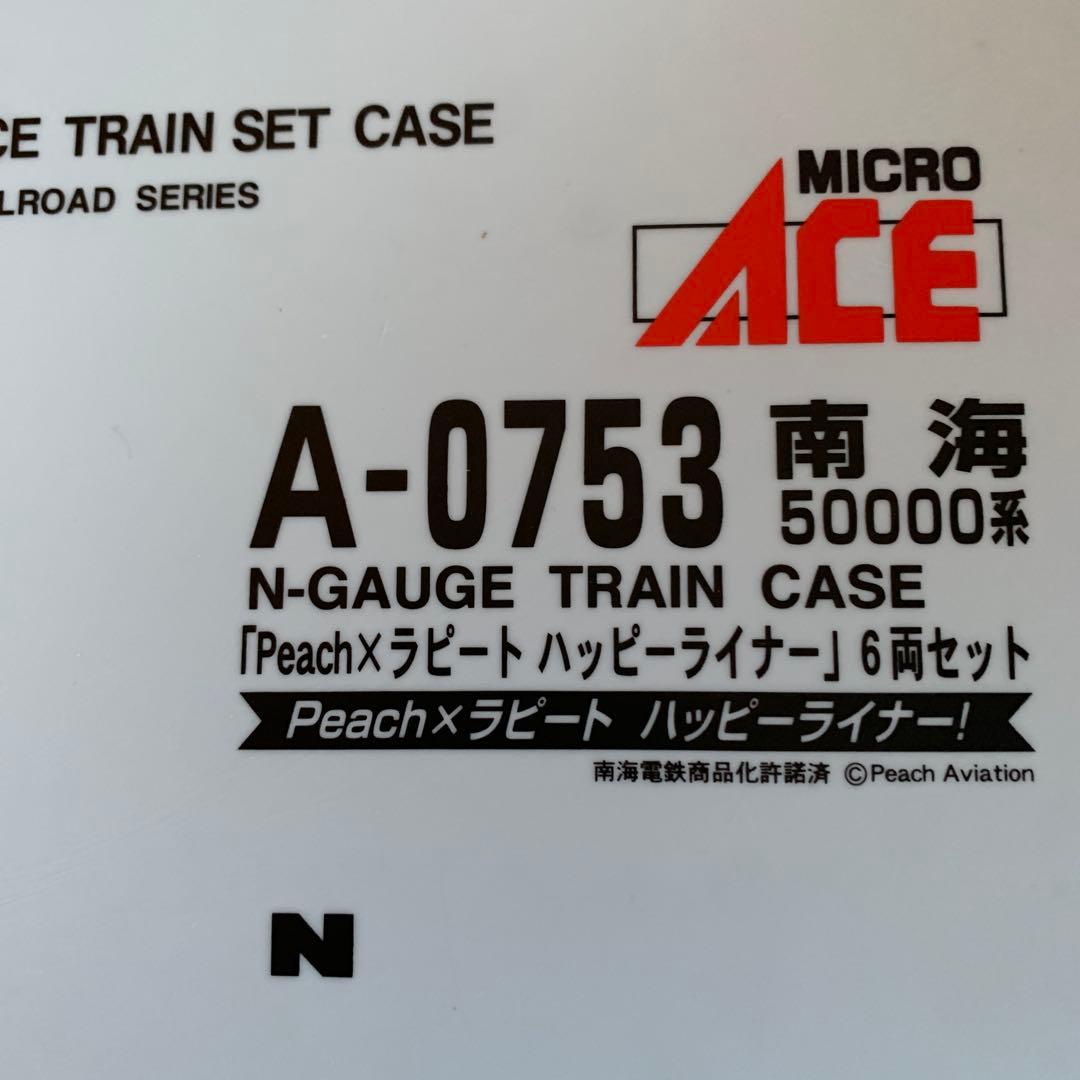 CE TRAIN SET CASE
LROAD SERIES
MICRO
ACE
A-0753 南海
50000系
N-GAUGE TRAIN CASE
「Peach×ラピート ハッピーライナー」6両セット
Peach×ラピート ハッピーライナー!
南海電鉄商品化許諾済 ©Peach Aviation
N